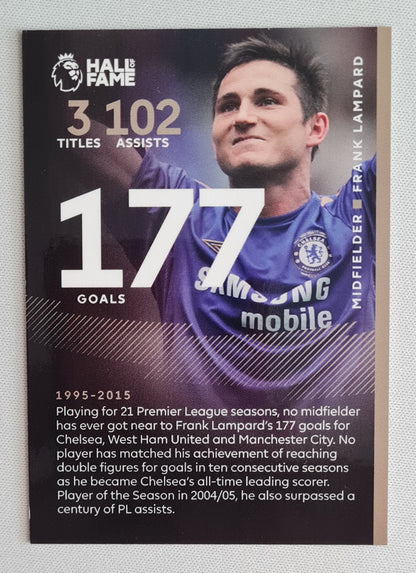 HALL OF
FAME
3 102
TITLES ASSISTS
177
GOALS
MIDFIELDER ■ FRANK LAMPARD
CHELSEA
FOOTBALL CLUB
SAMSUNG
mobile
1995-2015
Playing for 21 Premier League seasons, no midfielder
has ever got near to Frank Lampard's 177 goals for
Chelsea, West Ham United and Manchester City. No
player has matched his achievement of reaching
double figures for goals in ten consecutive seasons
as he became Chelsea's all-time leading scorer.
Player of the Season in 2004/05, he also surpassed a
century of PL assists.